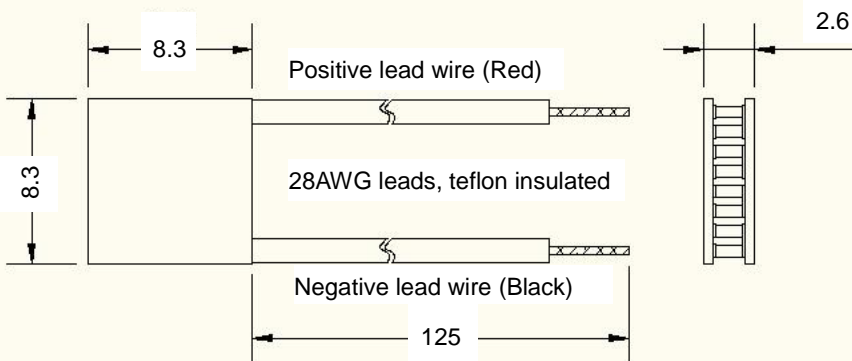 2.6
8.3
Positive lead wire (Red)
8.3
28AWG leads, teflon insulated
Negative lead wire (Black)
125